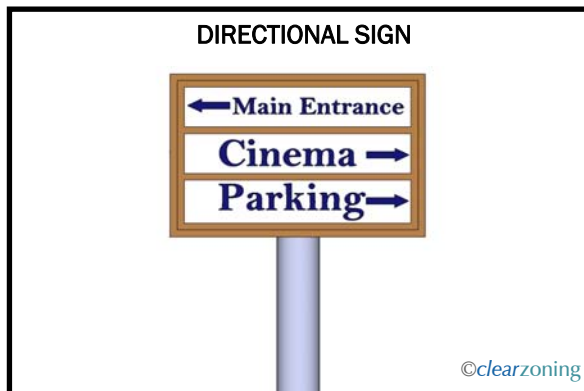 DIRECTIONAL SIGN
Main Entrance
Cinema
Parking
©clearzoning